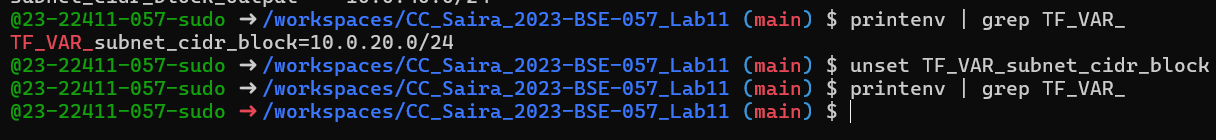 @23-22411-057-sudo ➜ /workspaces/CC_Saira_2023-BSE-057_Lab11 (main) $ printenv | grep TF_VAR_
TF_VAR_subnet_cidr_block=10.0.20.0/24
@23-22411-057-sudo ➜ /workspaces/CC_Saira_2023-BSE-057_Lab11 (main) $ unset TF_VAR_subnet_cidr_block
@23-22411-057-sudo ➜ /workspaces/CC_Saira_2023-BSE-057_Lab11 (main) $ printenv | grep TF_VAR_
@23-22411-057-sudo ➜ /workspaces/CC_Saira_2023-BSE-057_Lab11 (main) $